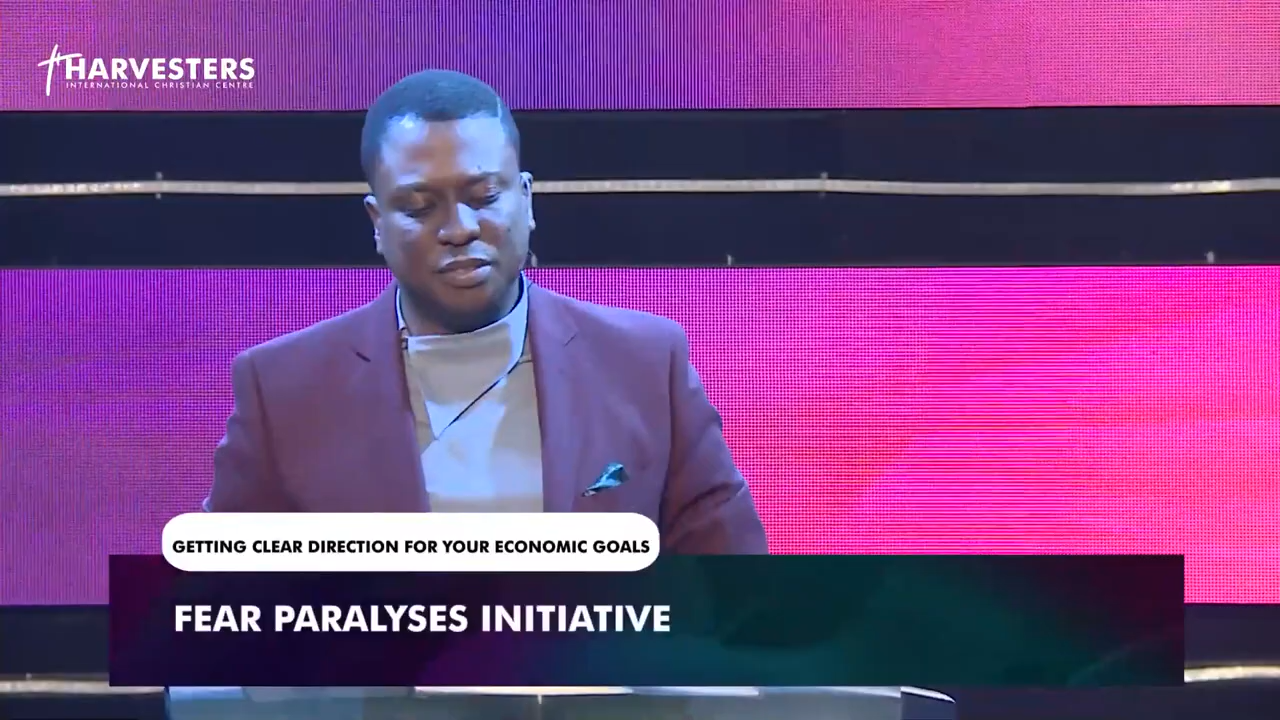 HARVESTERS
INTERNATIONAL CHRISTIAN CENTRE
GETTING CLEAR DIRECTION FOR YOUR ECONOMIC GOALS
FEAR PARALYSES INITIATIVE